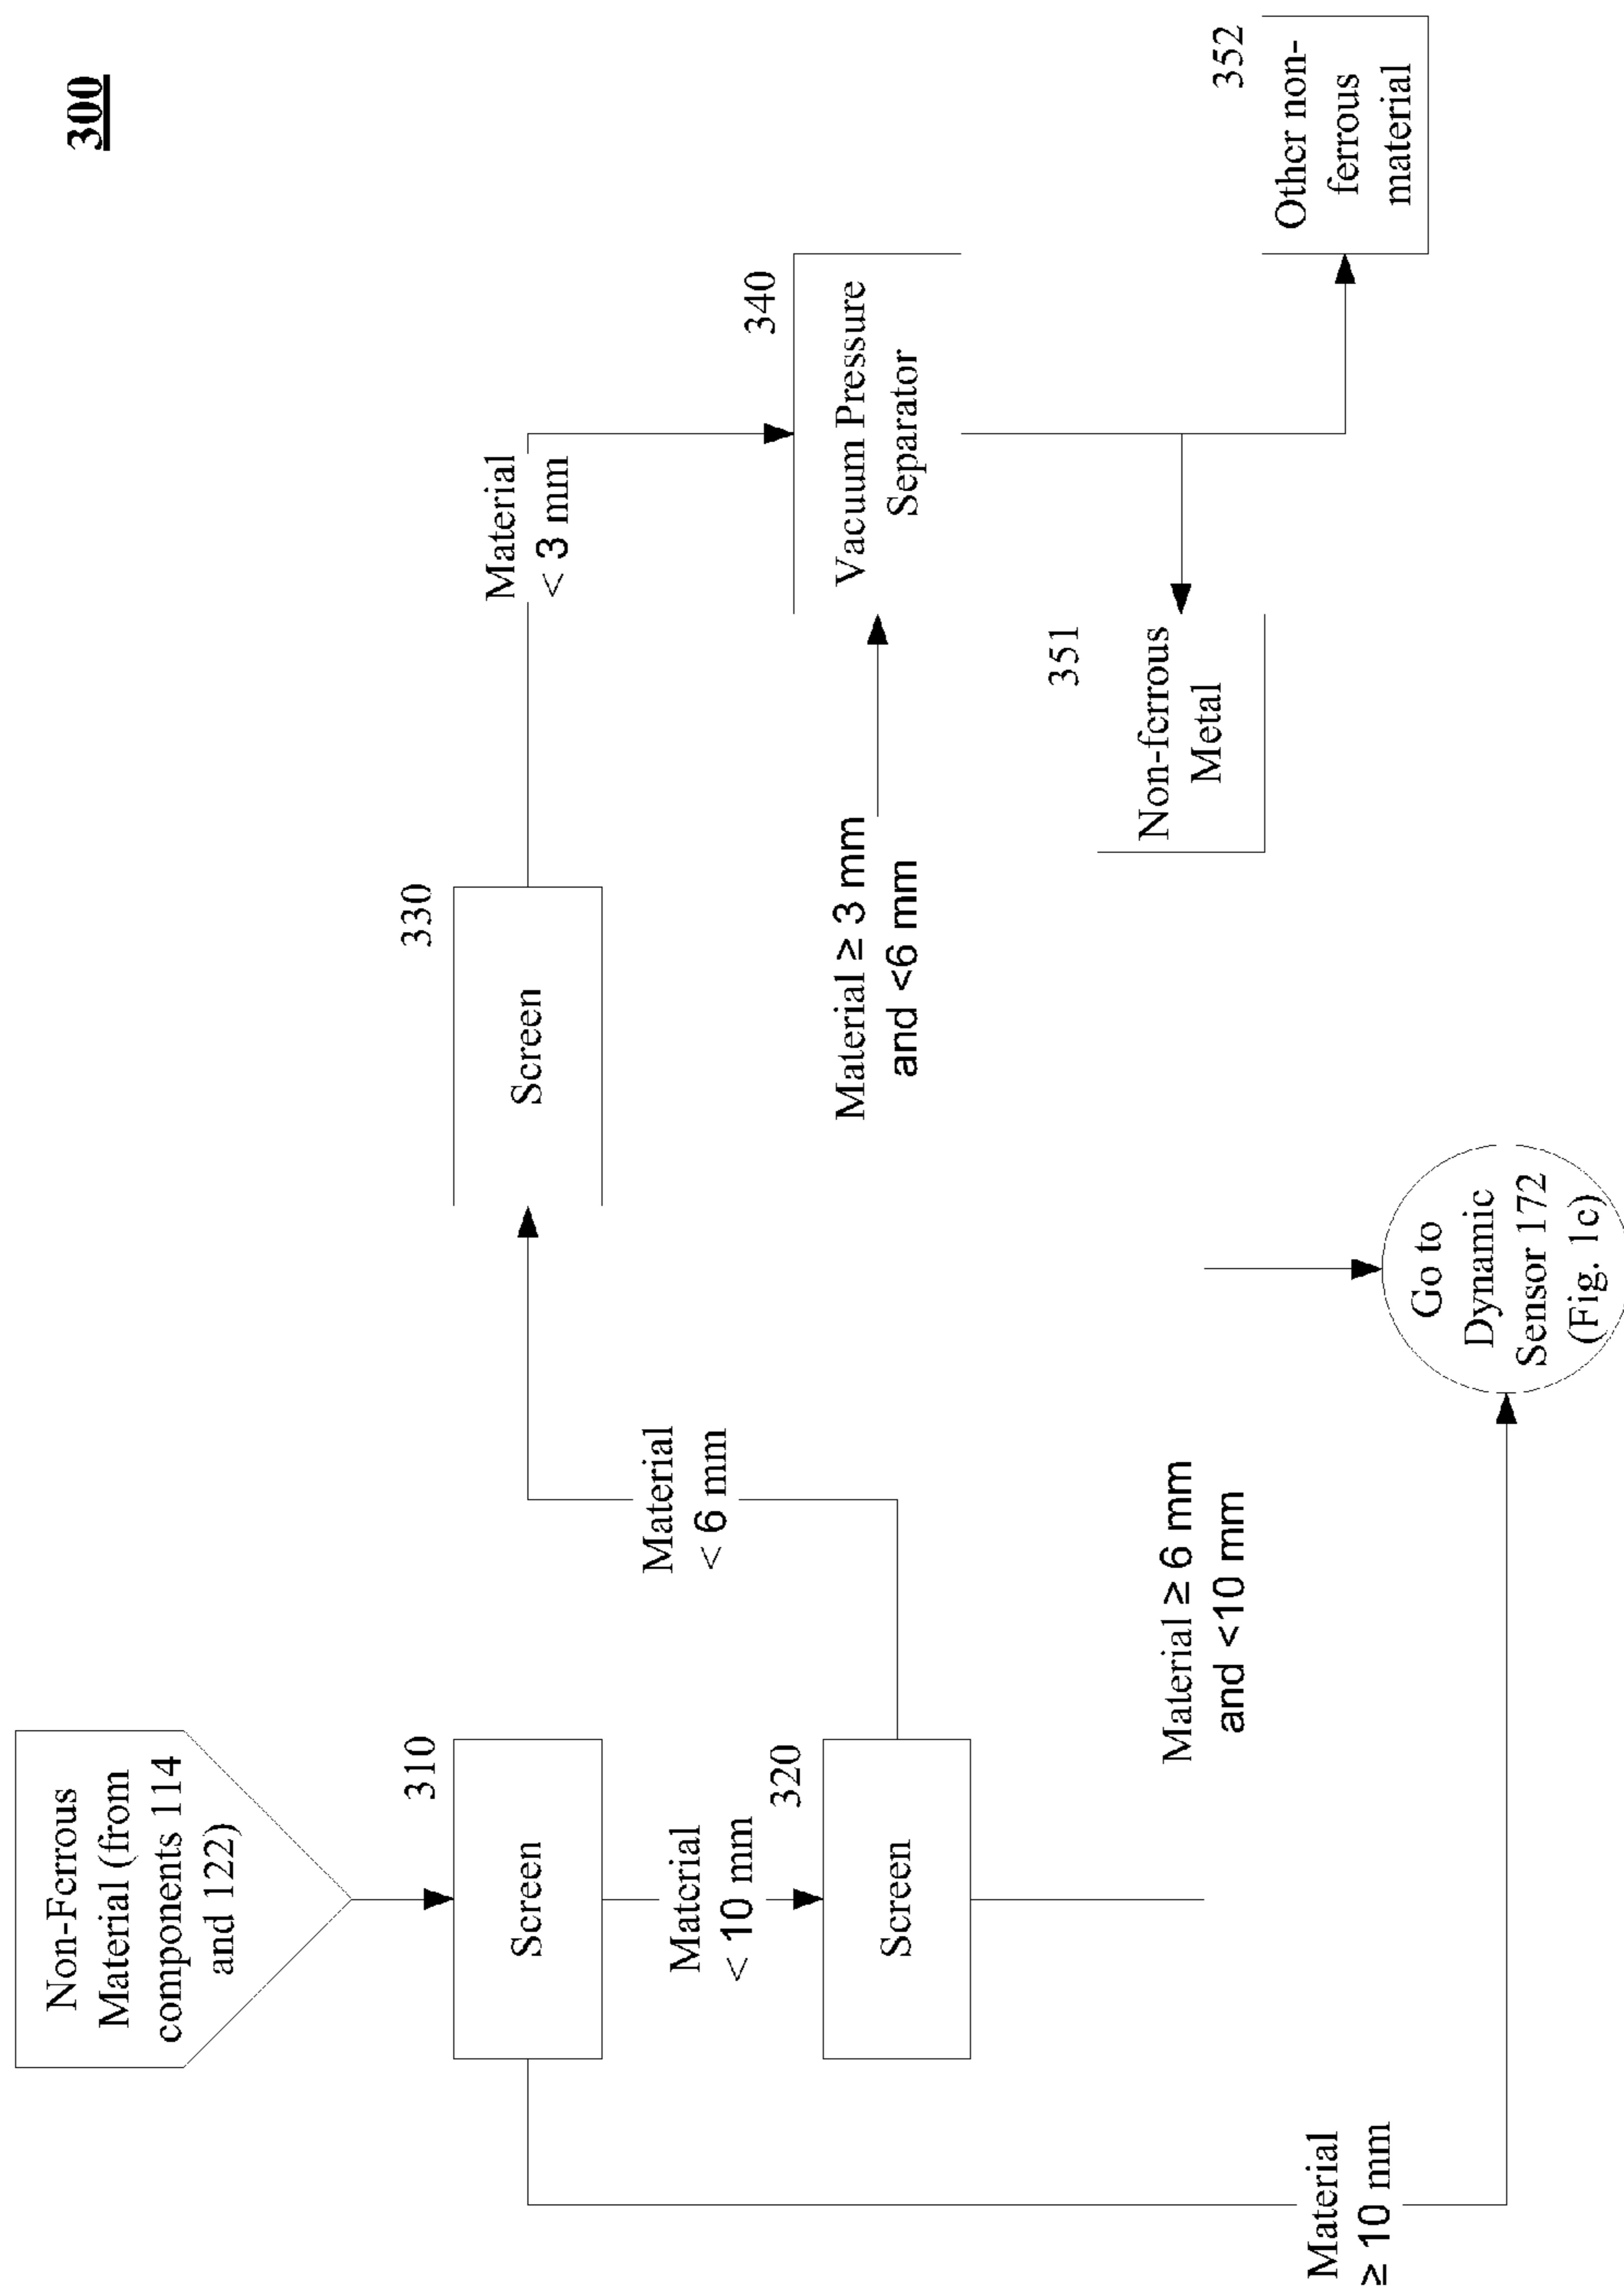 300
Non-Ferrous
Material (from
components 114
and 122)
310
Screen
Material
< 10 mm
320
Screen
Material
< 6 mm
330
Screen
Material
< 3 mm
340
Vacuum Pressure
Separator
Material ≥ 3 mm
and <6 mm
351
Non-ferrous
Metal
352
Other non-
ferrous
material
Material ≥ 6 mm
and <10 mm
Material
≥ 10 mm
Go to
Dynamic
Sensor 172
(Fig. 1c)